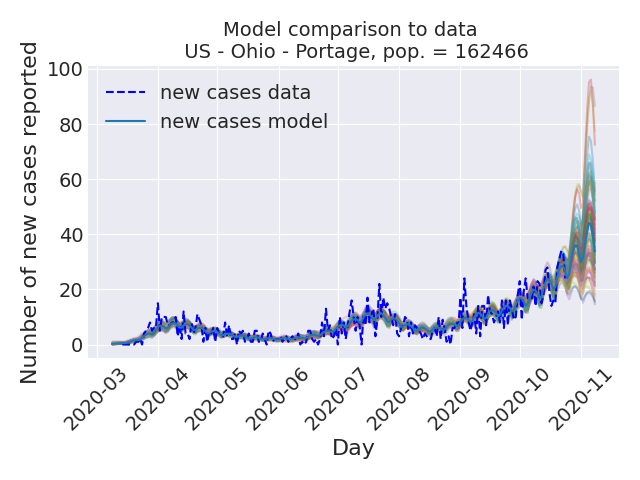 Model comparison to data
US - Ohio - Portage, pop. = 162466
Number of new cases reported
100
80
60
40
20
0
new cases data
new cases model
2020-03
2020-04
2020-05
2020-06
2020-07
2020-08
2020-09
2020-10
2020-11
Day